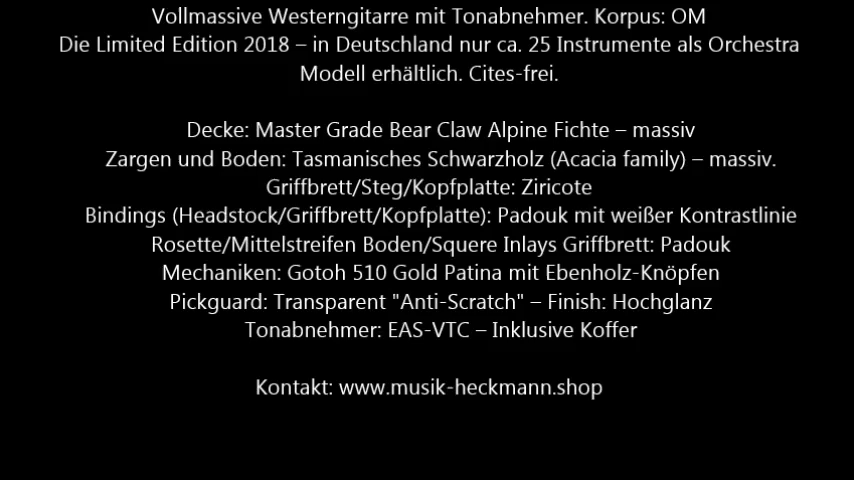 Vollmassive Westerngitarre mit Tonabnehmer. Korpus: OM
Die Limited Edition 2018 – in Deutschland nur ca. 25 Instrumente als Orchestra
Modell erhältlich. Cites-frei.
Decke: Master Grade Bear Claw Alpine Fichte – massiv
Zargen und Boden: Tasmanisches Schwarzholz (Acacia family) – massiv.
Griffbrett/Steg/Kopfplatte: Ziricote
Bindings (Headstock/Griffbrett/Kopfplatte): Padouk mit weißer Kontrastlinie
Rosette/Mittelstreifen Boden/Squere Inlays Griffbrett: Padouk
Mechaniken: Gotoh 510 Gold Patina mit Ebenholz-Knöpfen
Pickguard: Transparent "Anti-Scratch" – Finish: Hochglanz
Tonabnehmer: EAS-VTC – Inklusive Koffer
Kontakt: www.musik-heckmann.shop